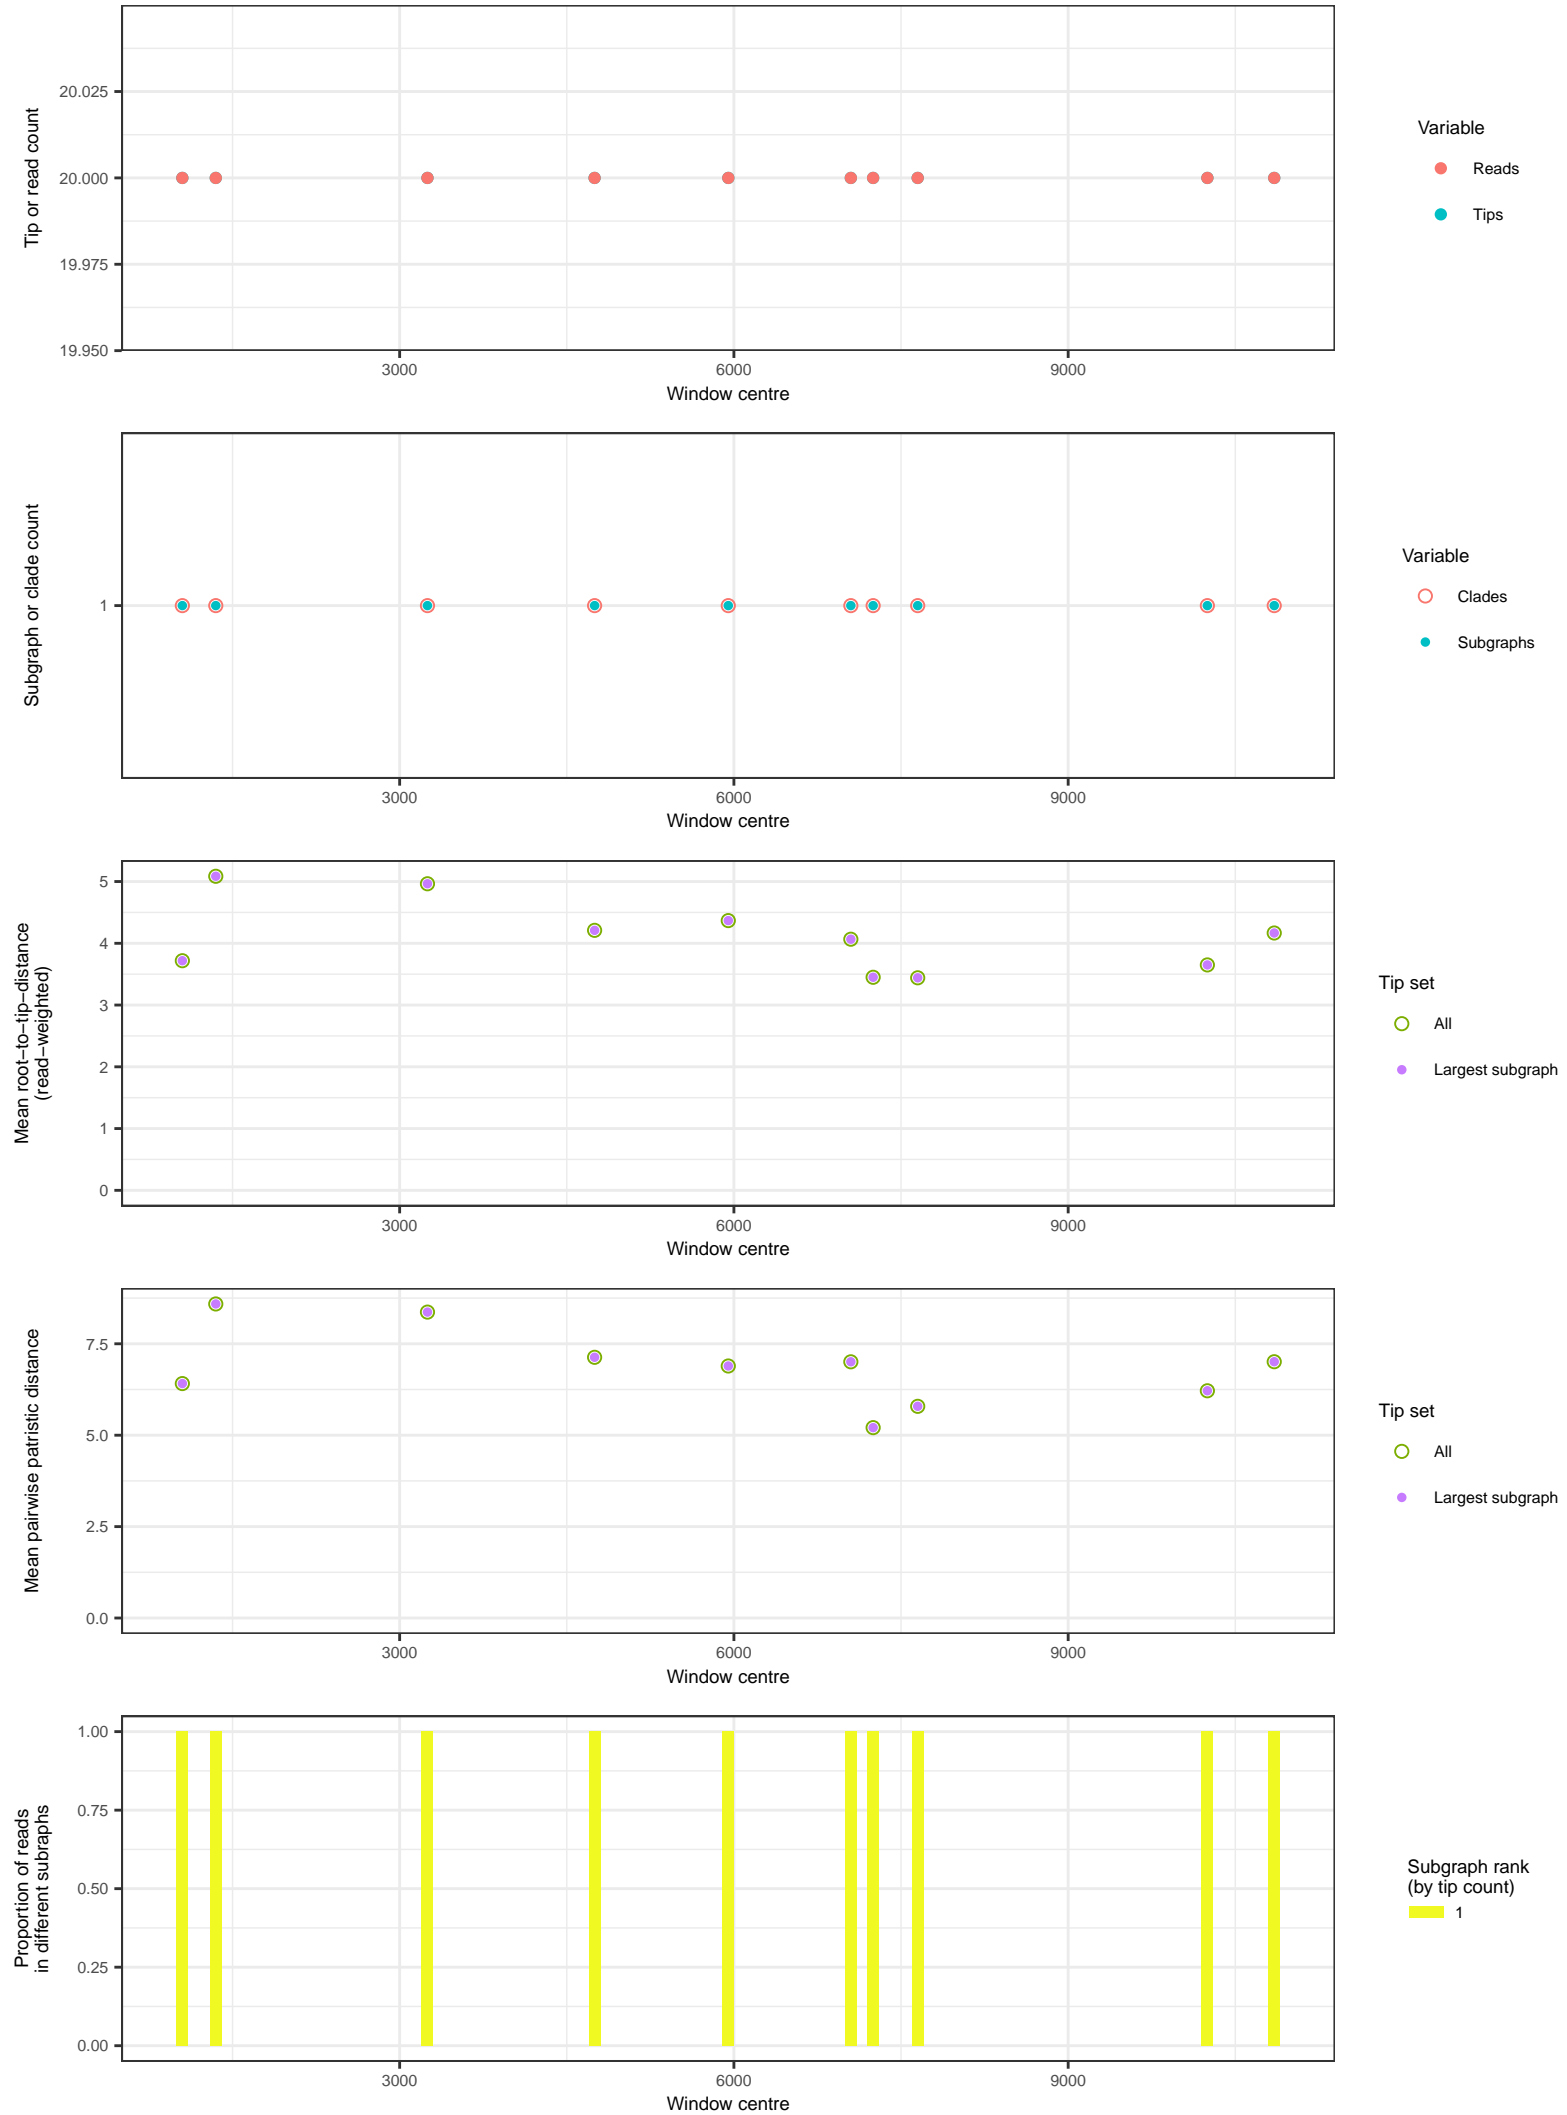 20.025
20.000
19.975
19.950
Tip or read count
3000
6000
9000
Window centre
Variable
Reads
Tips
1
Subgraph or clade count
3000
6000
9000
Window centre
Variable
Clades
Subgraphs
5
4
3
2
1
0
Mean root−to−tip−distance
(read−weighted)
3000
6000
9000
Window centre
Tip set
All
Largest subgraph
7.5
5.0
2.5
0.0
Mean pairwise patristic distance
3000
6000
9000
Window centre
Tip set
All
Largest subgraph
1.00
0.75
0.50
0.25
0.00
Proportion of reads
in different subraphs
3000
6000
9000
Window centre
Subgraph rank
(by tip count)
1